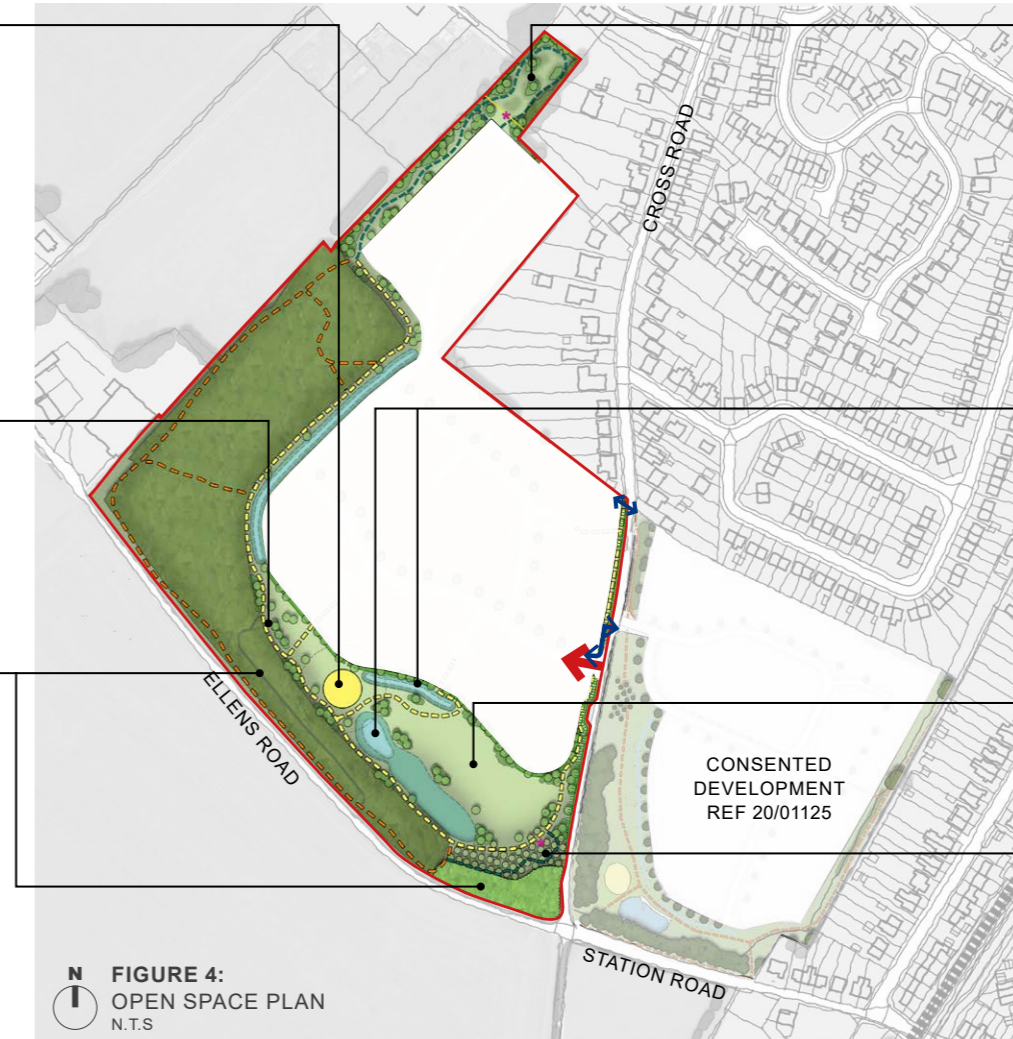 CROSS ROAD
ELLENS ROAD
CONSENTED
DEVELOPMENT
REF 20/01125
STATION ROAD
N
FIGURE 4:
OPEN SPACE PLAN
N.T.S